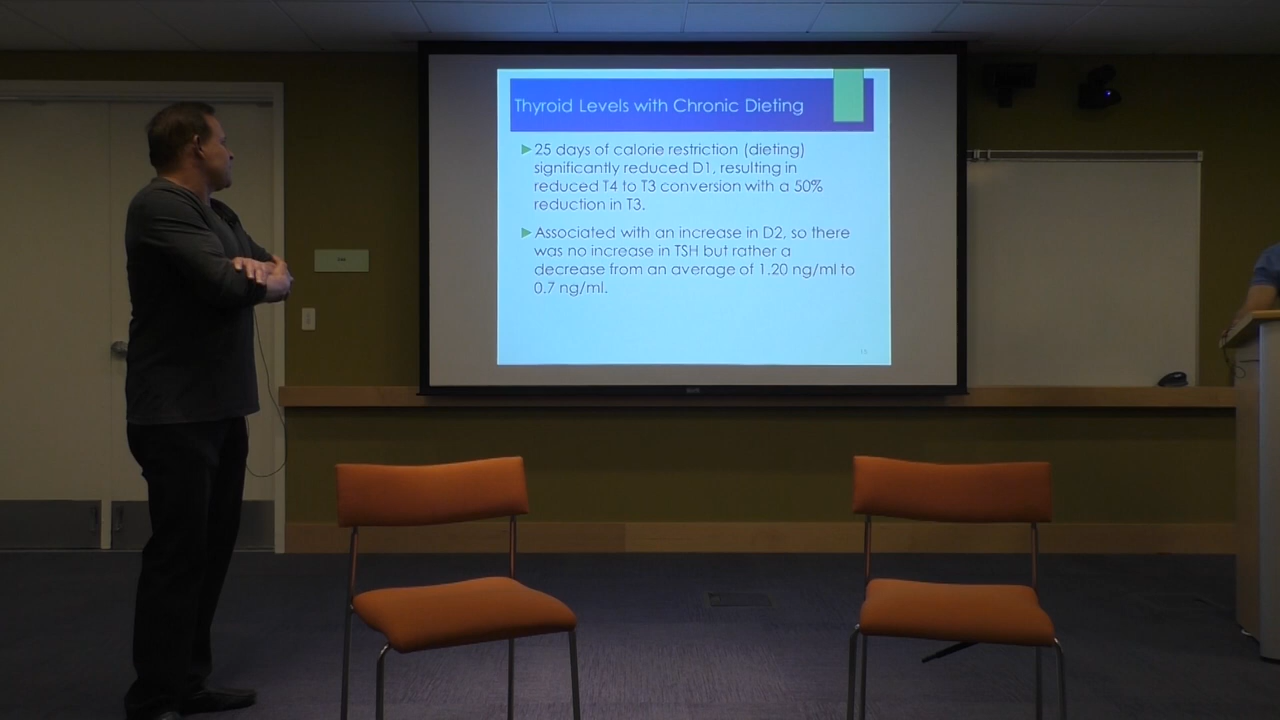 Thyroid Levels with Chronic Dieting
25 days of calorie restriction (dieting)
significantly reduced D1, resulting in
reduced T4 to T3 conversion with a 50%
reduction in T3.
Associated with an increase in D2, so there
was no increase in TSH but rather a
decrease from an average of 1.20 ng/ml to
0.7 ng/ml.